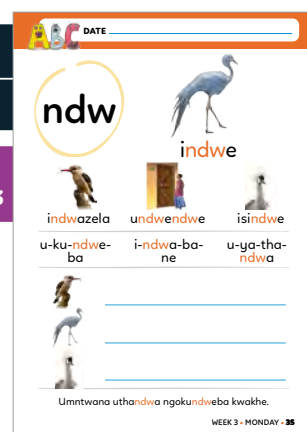 ABC DATE
ndw
indwe
indwazela undwendwe isindwe
u-ku-ndwe-
ba
i-ndwa-ba-
ne
u-ya-tha-
ndwa
Umntwana uthandwa ngokundweba kwakhe.
WEEK 3 • MONDAY • 35